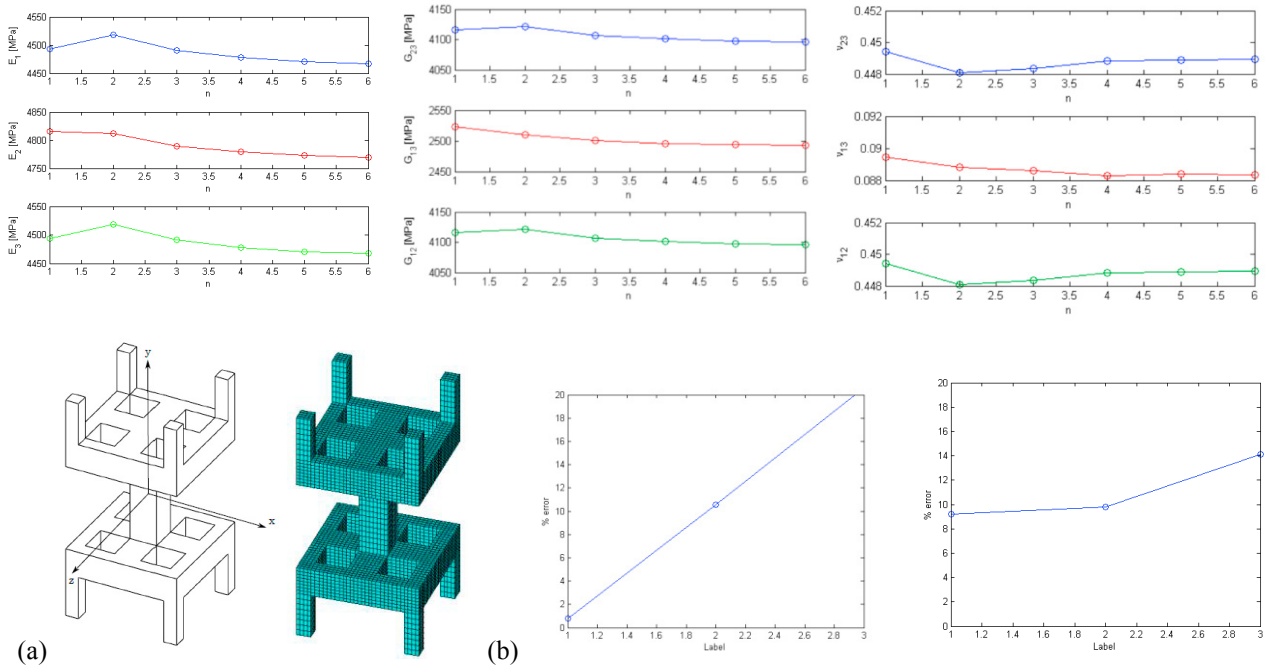 4550
4500
4450
E1 [MPa]
1 1.5 2 2.5 3 3.5 4 4.5 5 5.5 6
n
4850
4800
4750
E2 [MPa]
1 1.5 2 2.5 3 3.5 4 4.5 5 5.5 6
n
4550
4500
4450
E3 [MPa]
1 1.5 2 2.5 3 3.5 4 4.5 5 5.5 6
n
4150
4100
4050
G23 [MPa]
1 1.5 2 2.5 3 3.5 4 4.5 5 5.5 6
n
2550
2500
2450
G13 [MPa]
1 1.5 2 2.5 3 3.5 4 4.5 5 5.5 6
n
4150
4100
4050
G12 [MPa]
1 1.5 2 2.5 3 3.5 4 4.5 5 5.5 6
n
0.452
0.45
0.448
ν23
1 1.5 2 2.5 3 3.5 4 4.5 5 5.5 6
n
0.092
0.09
0.088
ν13
1 1.5 2 2.5 3 3.5 4 4.5 5 5.5 6
n
0.452
0.45
0.448
ν12
1 1.5 2 2.5 3 3.5 4 4.5 5 5.5 6
n
y
x
z
(a)
(b)
20
18
16
14
12
10
8
6
4
2
0
% error
1 1.2 1.4 1.6 1.8 2 2.2 2.4 2.6 2.8 3
Label
20
18
16
14
12
10
8
6
4
2
0
% error
1 1.2 1.4 1.6 1.8 2 2.2 2.4 2.6 2.8 3
Label